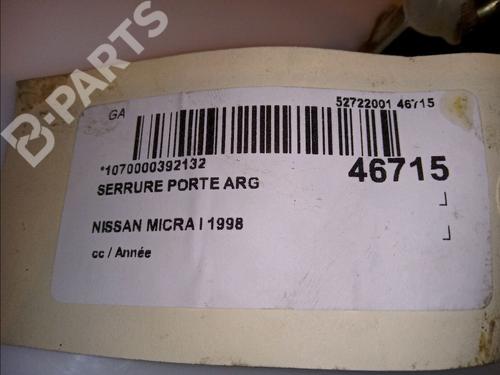 B-PARTS
GA
52722001 46715
*1070000392132
46715
SERRURE PORTE ARG
NISSAN MICRA I 1998
cc / Année